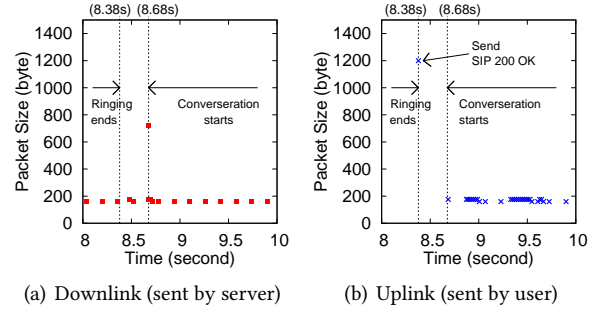 (8.38s) (8.68s)
1400
1200
1000
800
600
400
200
0
Packet Size (byte)
Ringing
ends
Converseration
starts
8 8.5 9 9.5 10
Time (second)
(a) Downlink (sent by server)
(8.38s) (8.68s)
1400
1200
1000
800
600
400
200
0
Packet Size (byte)
Send
SIP 200 OK
Ringing
ends
Converseration
starts
8 8.5 9 9.5 10
Time (second)
(b) Uplink (sent by user)